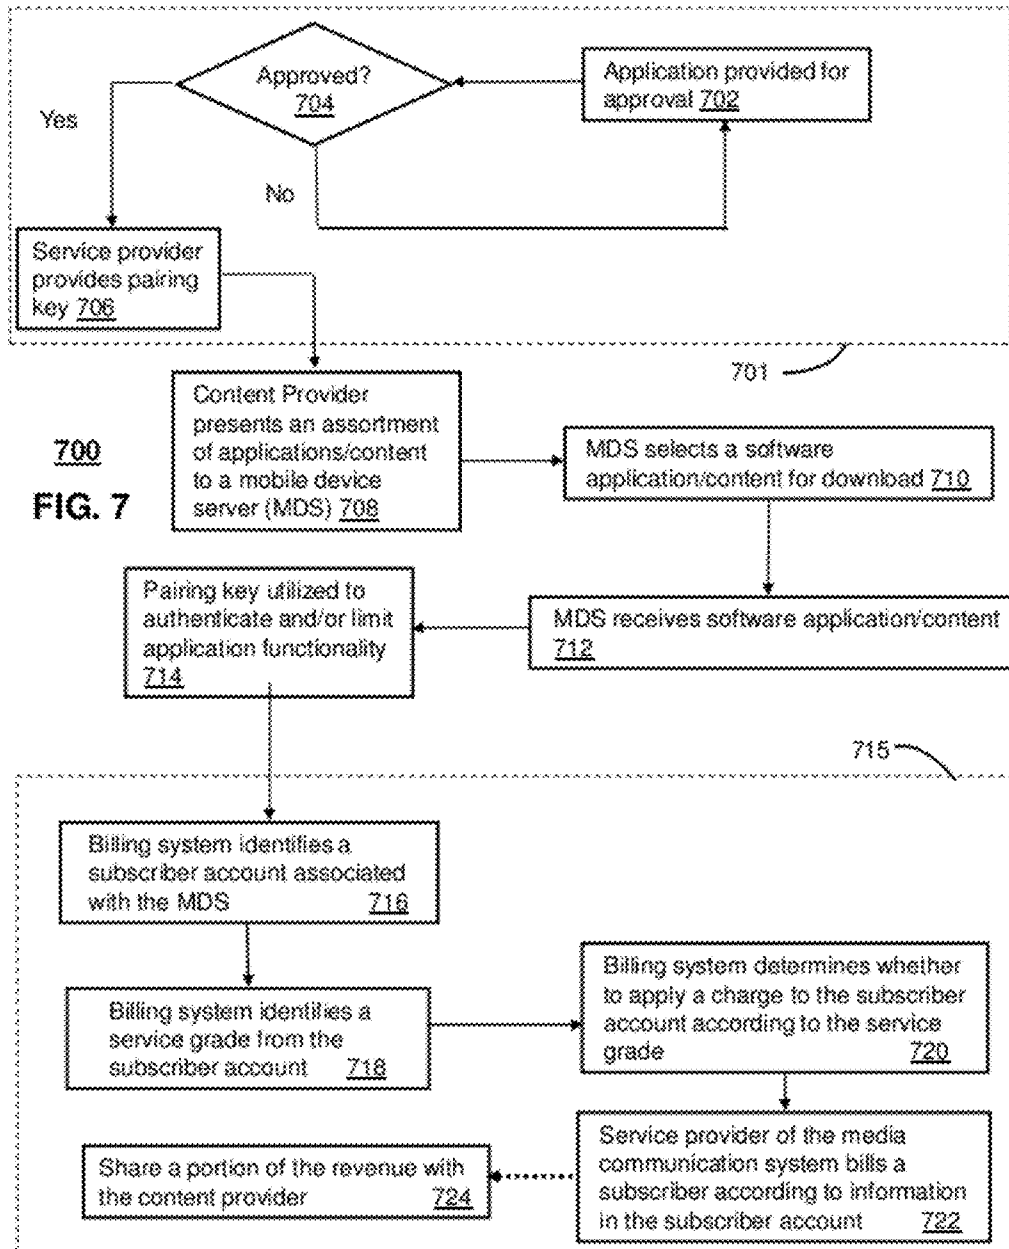 Approved?
704
Application provided for
approval 702
Yes
No
Service provider
provides pairing
key 706
701
Content Provider
presents an assortment
of applications/content
to a mobile device
server (MDS) 708
700
FIG. 7
MDS selects a software
application/content for download 710
Pairing key utilized to
authenticate and/or limit
application functionality
714
MDS receives software application/content
712
715
Billing system identifies a
subscriber account associated
with the MDS 716
Billing system identifies a
service grade from the
subscriber account 718
Billing system determines whether
to apply a charge to the subscriber
account according to the service
grade 720
Service provider of the media
communication system bills a
subscriber according to information
in the subscriber account 722
Share a portion of the revenue with
the content provider 724